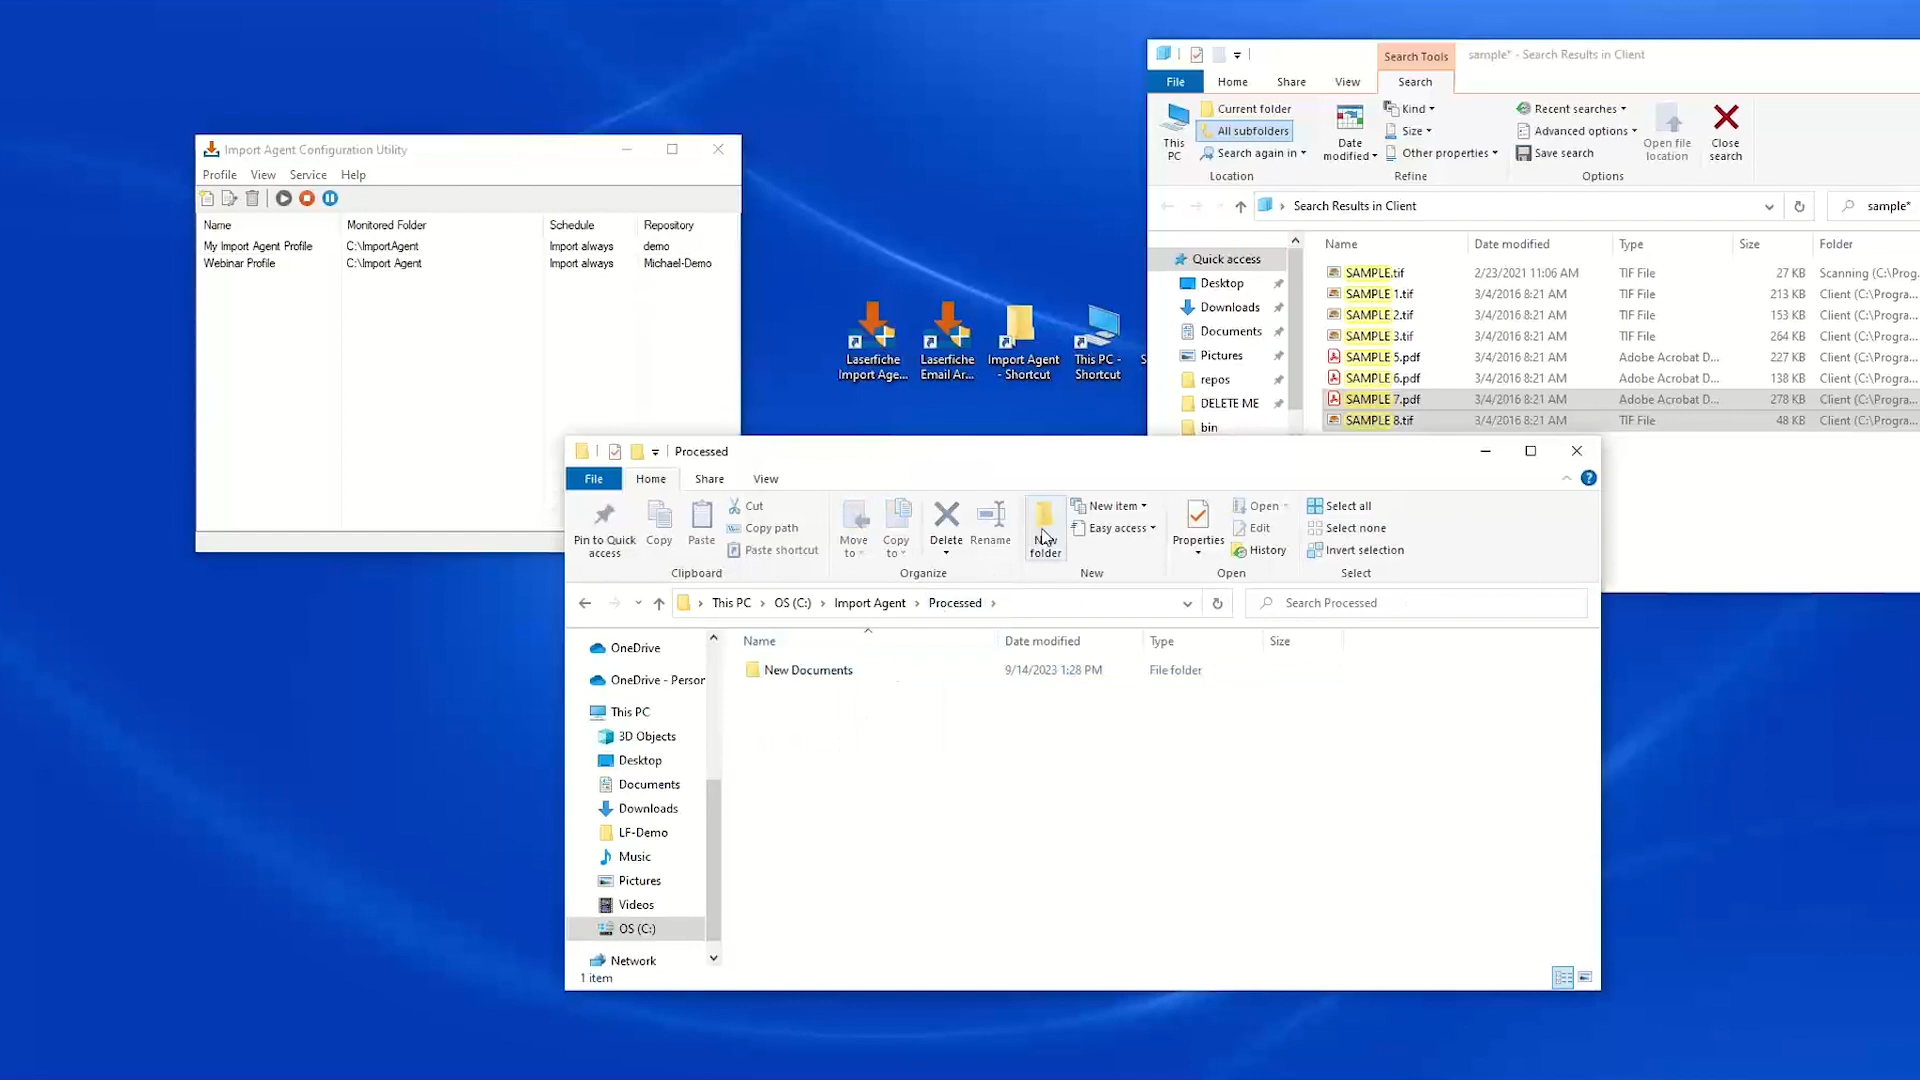 Import Agent Configuration Utility
Profile View Service Help
Name Monitored Folder Schedule Repository
My Import Agent Profile C:\ImportAgent Import always demo
Webinar Profile C:\Import Agent Import always Michael-Demo
Laserfiche Import Age...
Laserfiche Email Ar...
Import Agent - Shortcut
This PC - Shortcut
Search Tools sample* - Search Results in Client
File Home Share View Search
This PC
Current folder
All subfolders
Search again in
Location
Date modified
Kind
Size
Other properties
Refine
Recent searches
Advanced options
Save search
Options
Open file location
Close search
Search Results in Client sample*
Quick access
Desktop
Downloads
Documents
Pictures
repos
DELETE ME
bin
Name Date modified Type Size Folder
SAMPLE.tif 2/23/2021 11:06 AM TIF File 27 KB Scanning (C:\Prog...
SAMPLE 1.tif 3/4/2016 8:21 AM TIF File 213 KB Client (C:\Progra...
SAMPLE 2.tif 3/4/2016 8:21 AM TIF File 153 KB Client (C:\Progra...
SAMPLE 3.tif 3/4/2016 8:21 AM TIF File 264 KB Client (C:\Progra...
SAMPLE 5.pdf 3/4/2016 8:21 AM Adobe Acrobat D... 227 KB Client (C:\Progra...
SAMPLE 6.pdf 3/4/2016 8:21 AM Adobe Acrobat D... 138 KB Client (C:\Progra...
SAMPLE 7.pdf 3/4/2016 8:21 AM Adobe Acrobat D... 278 KB Client (C:\Progra...
SAMPLE 8.tif 3/4/2016 8:21 AM TIF File 48 KB Client (C:\Progra...
Processed
File Home Share View
Pin to Quick access
Copy
Paste
Cut
Copy path
Paste shortcut
Clipboard
Move to
Copy to
Delete
Rename
Organize
New folder
New item
Easy access
New
Properties
Open
Edit
History
Open
Select all
Select none
Invert selection
Select
This PC OS (C:) Import Agent Processed Search Processed
OneDrive
OneDrive - Person
This PC
3D Objects
Desktop
Documents
Downloads
LF-Demo
Music
Pictures
Videos
OS (C:)
Network
Name Date modified Type Size
New Documents 9/14/2023 1:28 PM File folder
1 item